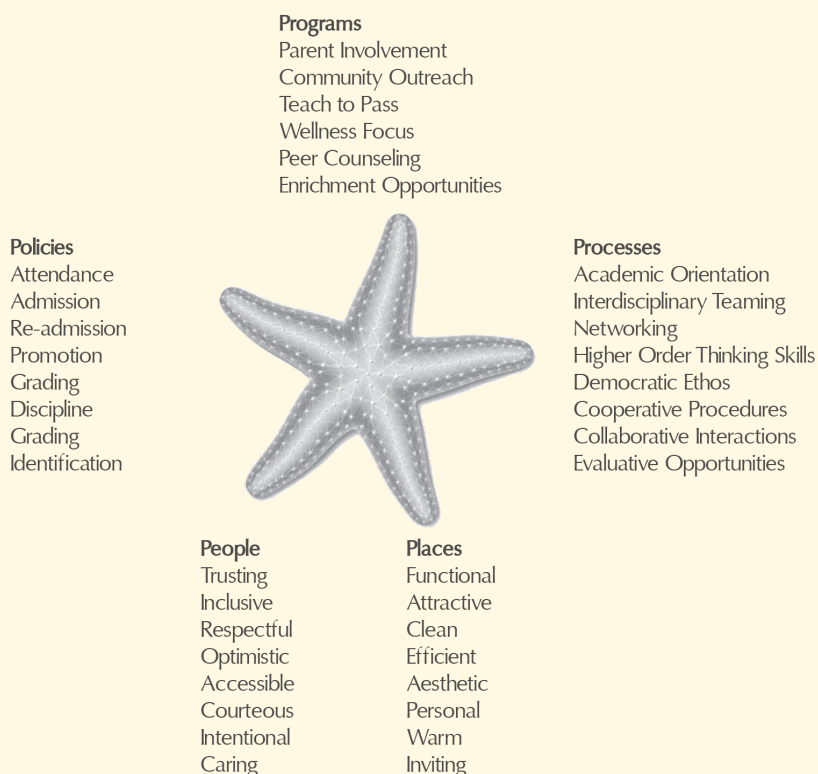 Programs
Parent Involvement
Community Outreach
Teach to Pass
Wellness Focus
Peer Counseling
Enrichment Opportunities
Policies
Attendance
Admission
Re-admission
Promotion
Grading
Discipline
Grading
Identification
Processes
Academic Orientation
Interdisciplinary Teaming
Networking
Higher Order Thinking Skills
Democratic Ethos
Cooperative Procedures
Collaborative Interactions
Evaluative Opportunities
People
Trusting
Inclusive
Respectful
Optimistic
Accessible
Courteous
Intentional
Caring
Places
Functional
Attractive
Clean
Efficient
Aesthetic
Personal
Warm
Inviting